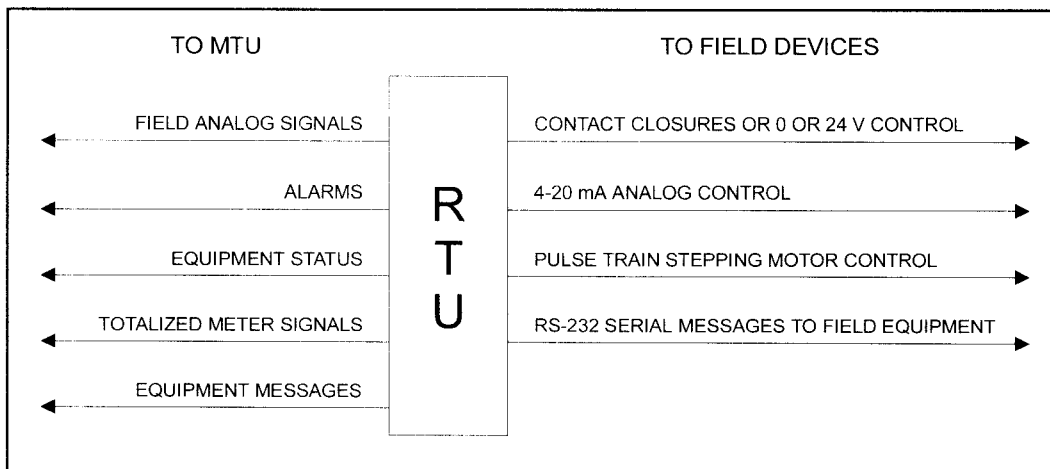 TO MTU
TO FIELD DEVICES
FIELD ANALOG SIGNALS
ALARMS
EQUIPMENT STATUS
TOTALIZED METER SIGNALS
EQUIPMENT MESSAGES
R
T
U
CONTACT CLOSURES OR 0 OR 24 V CONTROL
4-20 mA ANALOG CONTROL
PULSE TRAIN STEPPING MOTOR CONTROL
RS-232 SERIAL MESSAGES TO FIELD EQUIPMENT